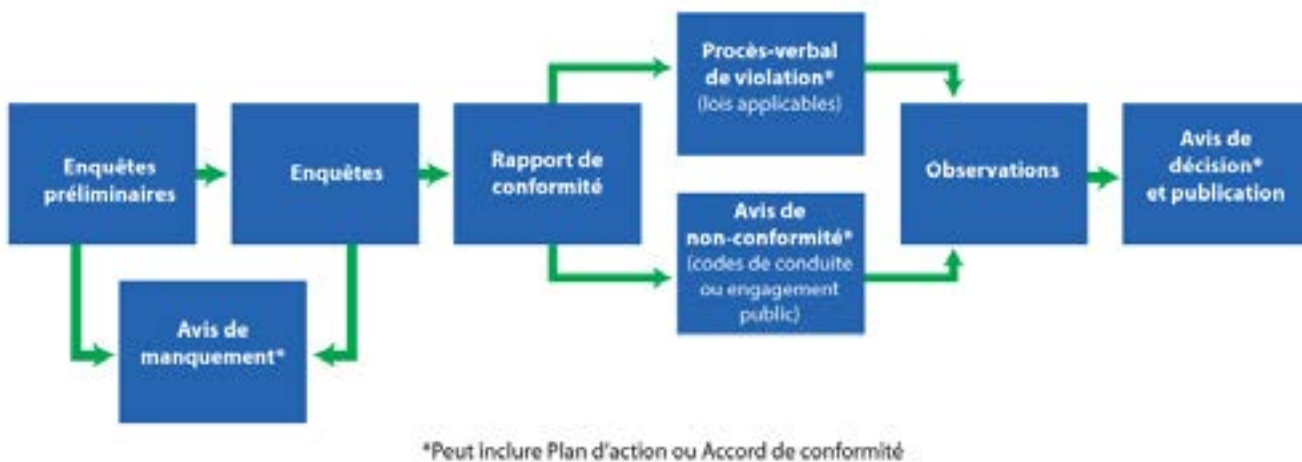 Enquêtes
préliminaires
Enquêtes
Avis de
manquement*
Rapport de
conformité
Procès-verbal
de violation*
(lois applicables)
Avis de
non-conformité*
(codes de conduite
ou engagement
public)
Observations
Avis de
décision*
et publication
*Peut inclure Plan d'action ou Accord de conformité